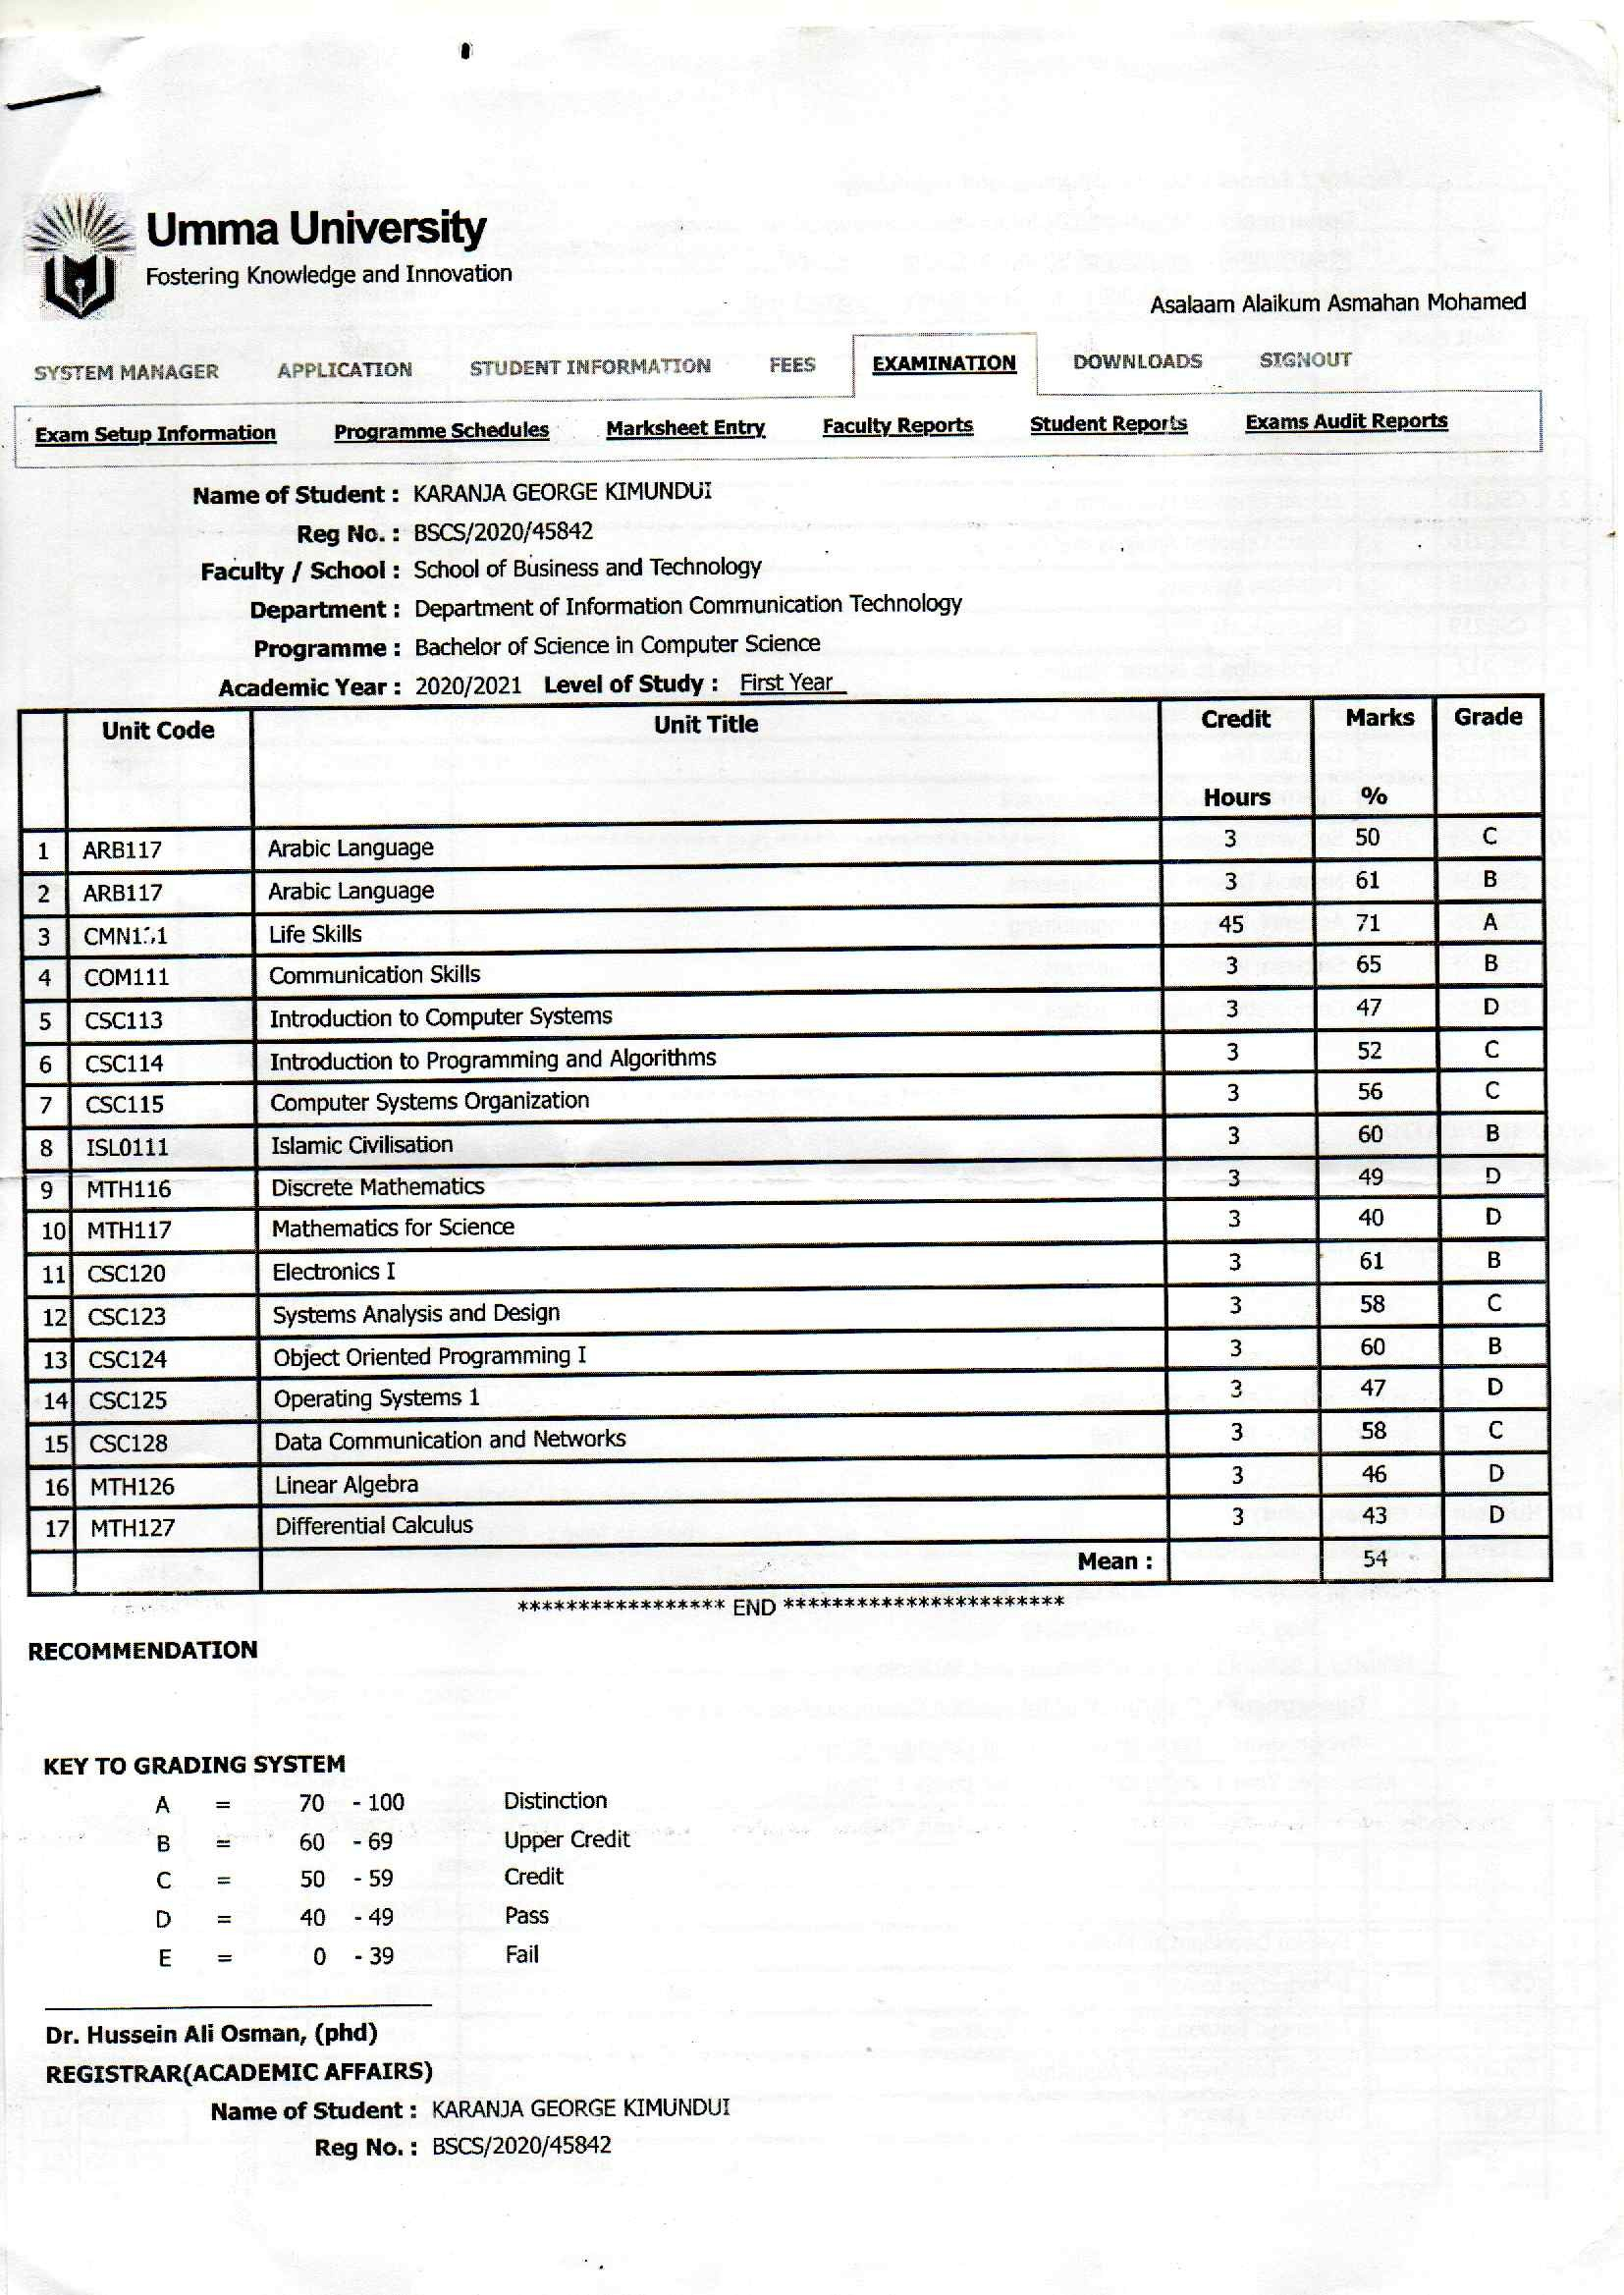 Umma University
Fostering Knowledge and Innovation
Asalaam Alaikum Asmahan Mohamed
SYSTEM MANAGER APPLICATION STUDENT INFORMATION FEES EXAMINATION DOWNLOADS SIGNOUT
Exam Setup Information Programme Schedules Marksheet Entry Faculty Reports Student Reports Exams Audit Reports
Name of Student : KARANJA GEORGE KIMUNDUI
Reg No. : BSCS/2020/45842
Faculty / School : School of Business and Technology
Department : Department of Information Communication Technology
Programme : Bachelor of Science in Computer Science
Academic Year : 2020/2021 Level of Study : First Year
Unit Code Unit Title Credit Hours Marks % Grade
1 ARB117 Arabic Language 3 50 C
2 ARB117 Arabic Language 3 61 B
3 Life Skills 45 71 A
4 COM111 Communication Skills 3 65 B
5 CSC113 Introduction to Computer Systems 3 47 D
6 CSC114 Introduction to Programming and Algorithms 3 52 C
7 CSC115 Computer Systems Organization 3 56 C
8 ISL0111 Islamic Civilisation 3 60 B
9 MTH116 Discrete Mathematics 3 49 D
10 MTH117 Mathematics for Science 3 40 D
11 CSC120 Electronics I 3 61 B
12 CSC123 Systems Analysis and Design 3 58 C
13 CSC124 Object Oriented Programming I 3 60 B
14 CSC125 Operating Systems 1 3 47 D
15 CSC128 Data Communication and Networks 3 58 C
16 MTH126 Linear Algebra 3 46 D
17 MTH127 Differential Calculus 3 43 D
Mean : 54
***************** END ***********************
RECOMMENDATION
KEY TO GRADING SYSTEM
A = 70 - 100 Distinction
B = 60 - 69 Upper Credit
C = 50 - 59 Credit
D = 40 - 49 Pass
E = 0 - 39 Fail
Dr. Hussein Ali Osman, (phd)
REGISTRAR(ACADEMIC AFFAIRS)
Name of Student : KARANJA GEORGE KIMUNDUI
Reg No. : BSCS/2020/45842